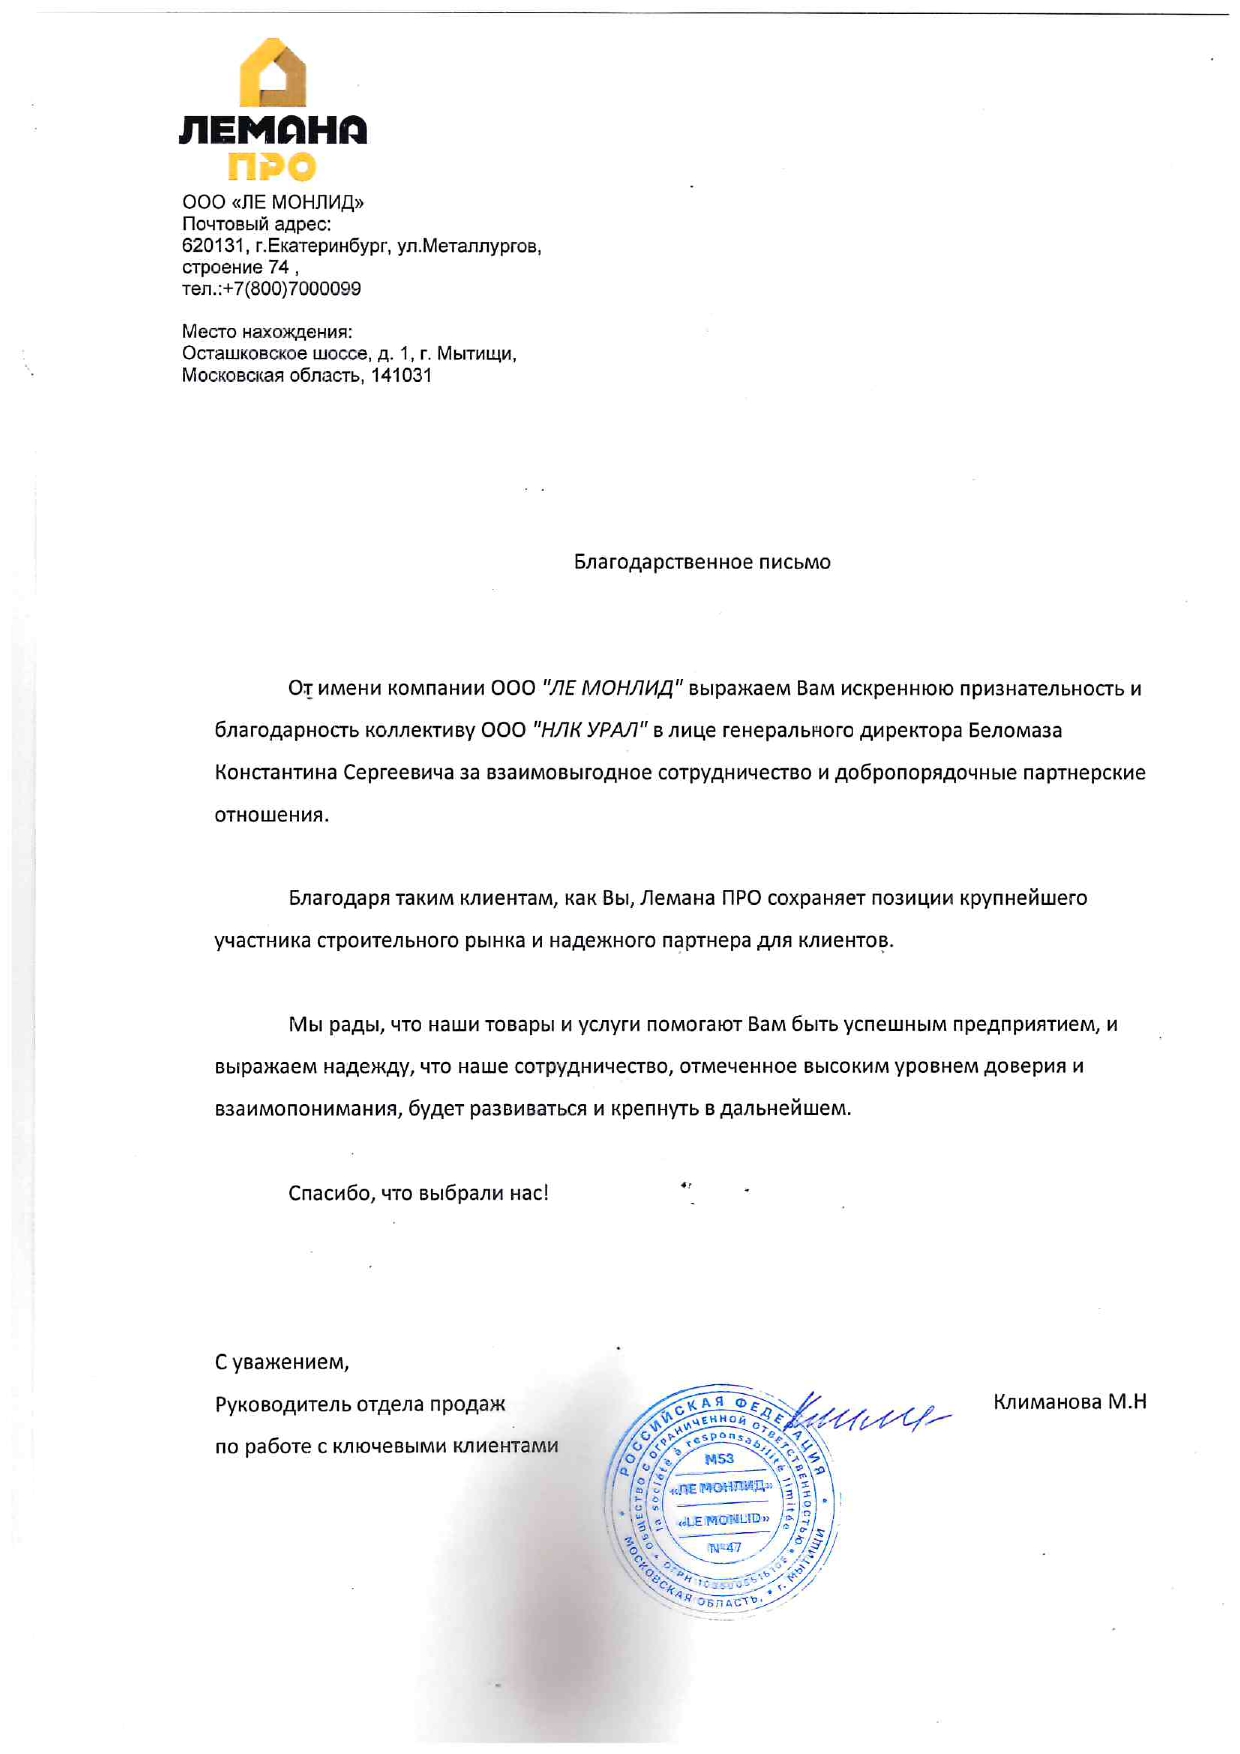 ЛЕМАНА
ПРО
ООО «ЛЕ МОНЛИД»
Почтовый адрес:
620131, г.Екатеринбург, ул.Металлургов,
строение 74 ,
тел.:+7(800)7000099
Место нахождения:
Осташковское шоссе, д. 1, г. Мытищи,
Московская область, 141031
Благодарственное письмо
От имени компании ООО "ЛЕ МОНЛИД" выражаем Вам искреннюю признательность и
благодарность коллективу ООО "НЛК УРАЛ" в лице генерального директора Беломаза
Константина Сергеевича за взаимовыгодное сотрудничество и добропорядочные партнерские
отношения.
Благодаря таким клиентам, как Вы, Лемана ПРО сохраняет позиции крупнейшего
участника строительного рынка и надежного партнера для клиентов.
Мы рады, что наши товары и услуги помогают Вам быть успешным предприятием, и
выражаем надежду, что наше сотрудничество, отмеченное высоким уровнем доверия и
взаимопонимания, будет развиваться и крепнуть в дальнейшем.
Спасибо, что выбрали нас!
С уважением,
Руководитель отдела продаж
по работе с ключевыми клиентами
Климанова М.Н
РОССИЙСКАЯ ФЕДЕРАЦИЯ
МОСКОВСКАЯ ОБЛАСТЬ, * г. МЫТИЩИ
ОБЩЕСТВО С ОГРАНИЧЕННОЙ ОТВЕТСТВЕННОСТЬЮ
la société à responsabilité limitée
М53
«ЛЕ МОНЛИД»
«LE MONLID»
№47